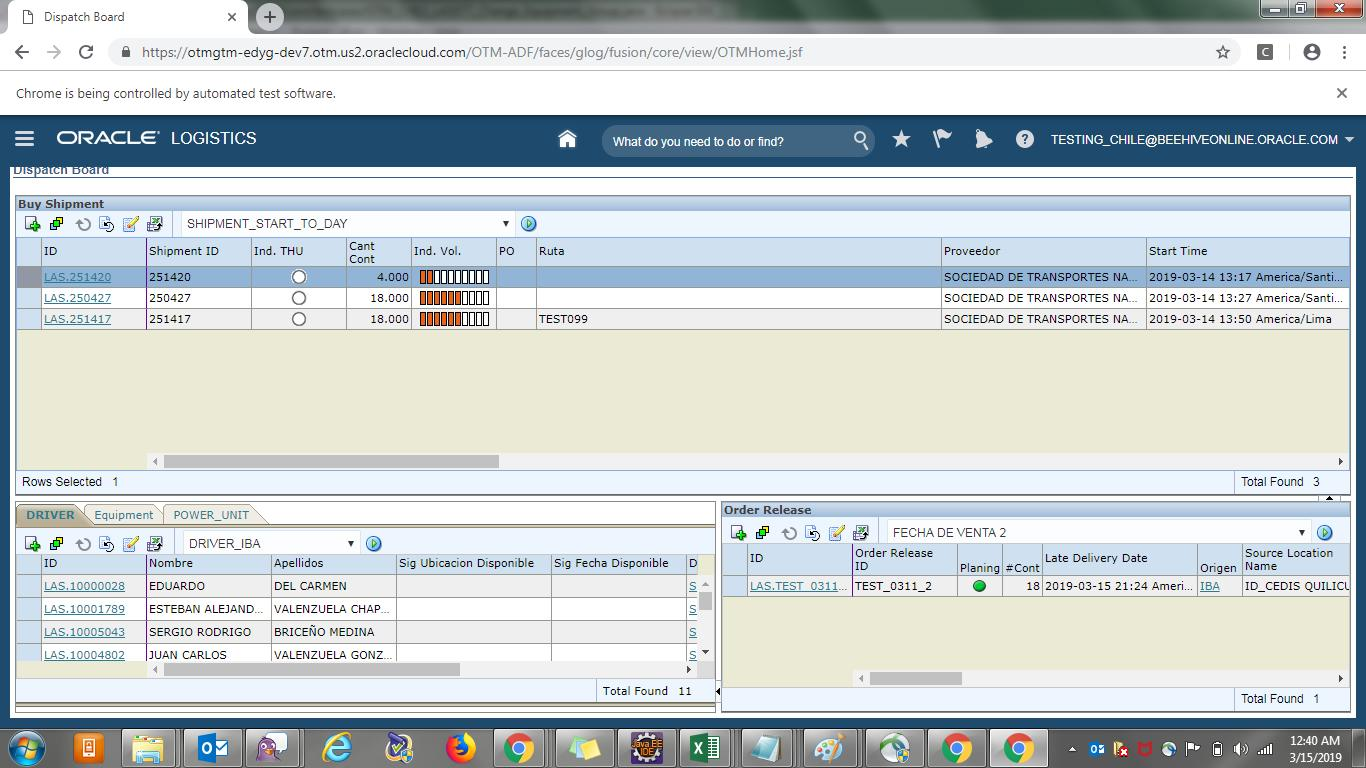 Dispatch Board
https://otmgtm-edyg-dev7.otm.us2.oraclecloud.com/OTM-ADF/faces/glog/fusion/core/view/OTMHome.jsf
C
Chrome is being controlled by automated test software.
ORACLE LOGISTICS What do you need to do or find? TESTING_CHILE@BEEHIVEONLINE.ORACLE.COM
Dispatch Board
Buy Shipment
SHIPMENT_START_TO_DAY
ID Shipment ID Ind. THU Cant Cont Ind. Vol. PO Ruta Proveedor Start Time
LAS.251420 251420 4.000 SOCIEDAD DE TRANSPORTES NA... 2019-03-14 13:17 America/Santi...
LAS.250427 250427 18.000 SOCIEDAD DE TRANSPORTES NA... 2019-03-14 13:27 America/Santi...
LAS.251417 251417 18.000 TEST099 SOCIEDAD DE TRANSPORTES NA... 2019-03-14 13:50 America/Lima
Rows Selected 1 Total Found 3
DRIVER Equipment POWER_UNIT
DRIVER_IBA
ID Nombre Apellidos Sig Ubicacion Disponible Sig Fecha Disponible D
LAS.10000028 EDUARDO DEL CARMEN S
LAS.10001789 ESTEBAN ALEJAND... VALENZUELA CHAP... S
LAS.10005043 SERGIO RODRIGO BRICEÑO MEDINA S
LAS.10004802 JUAN CARLOS VALENZUELA GONZ... S
Total Found 11
Order Release
FECHA DE VENTA 2
ID Order Release ID Planing #Cont Late Delivery Date Origen Source Location Name
LAS.TEST_0311... TEST_0311_2 18 2019-03-15 21:24 Ameri... IBA ID_CEDIS QUILICU
Total Found 1
Java EE IDEA
12:40 AM
3/15/2019